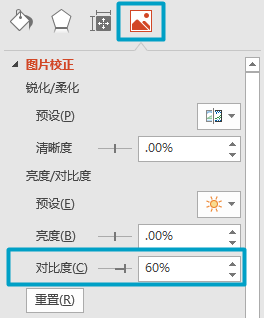 图片校正
锐化/柔化
预设(P)
清晰度 .00%
亮度/对比度
预设(E)
亮度(B) .00%
对比度(C) 60%
重置(R)